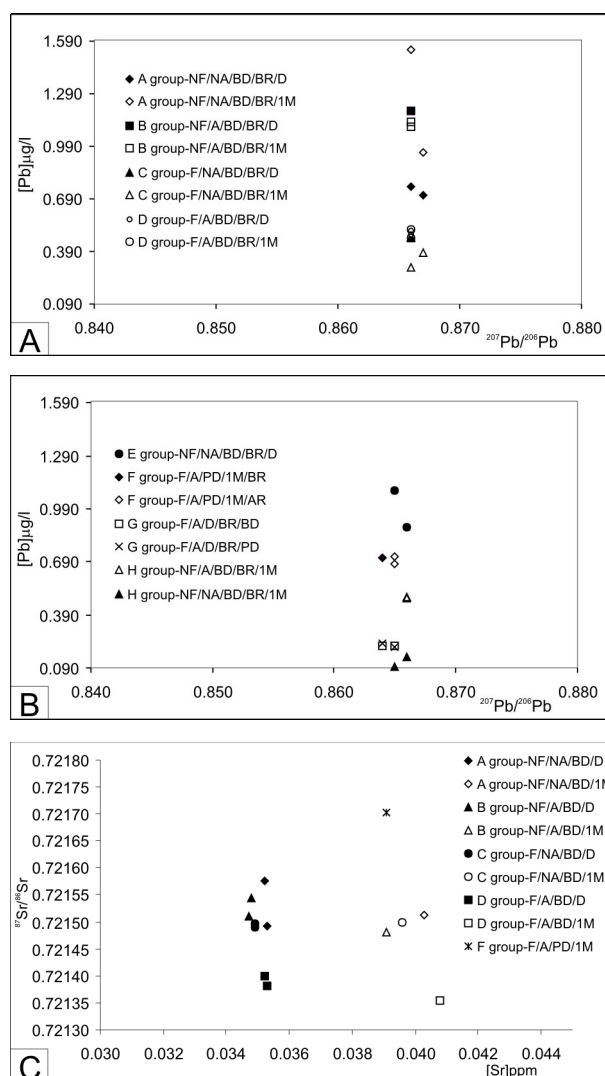 1.590
1.290
0.990
0.690
0.390
0.090
[Pb]µg/l
A group-NF/NA/BD/BR/D
A group-NF/NA/BD/BR/1M
B group-NF/A/BD/BR/D
B group-NF/A/BD/BR/1M
C group-F/NA/BD/BR/D
C group-F/NA/BD/BR/1M
D group-F/A/BD/BR/D
D group-F/A/BD/BR/1M
0.840 0.850 0.860 0.870 0.880
²⁰⁷Pb/²⁰⁶Pb
A
1.590
1.290
0.990
0.690
0.390
0.090
[Pb]µg/l
E group-NF/NA/BD/BR/D
F group-F/A/PD/1M/BR
F group-F/A/PD/1M/AR
G group-F/A/D/BR/BD
G group-F/A/D/BR/PD
H group-NF/A/BD/BR/1M
H group-NF/NA/BD/BR/1M
0.840 0.850 0.860 0.870 0.880
²⁰⁷Pb/²⁰⁶Pb
B
0.72180
0.72175
0.72170
0.72165
0.72160
0.72155
0.72150
0.72145
0.72140
0.72135
0.72130
⁸⁷Sr/⁸⁶Sr
A group-NF/NA/BD/D
A group-NF/NA/BD/1M
B group-NF/A/BD/D
B group-NF/A/BD/1M
C group-F/NA/BD/D
C group-F/NA/BD/1M
D group-F/A/BD/D
D group-F/A/BD/1M
F group-F/A/PD/1M
0.030 0.032 0.034 0.036 0.038 0.040 0.042 0.044
[Sr]ppm
C